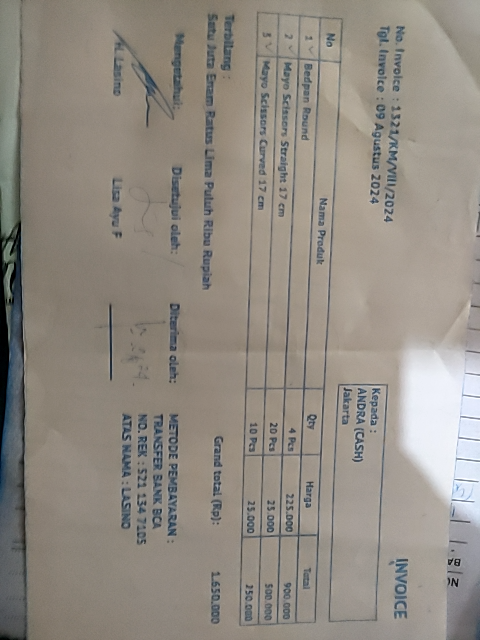 INVOICE
No. Invoice : 1321/KM/VIII/2024
Tgl. Invoice : 09 Agustus 2024
Kepada :
ANDRA (CASH)
Jakarta
No Nama Produk Qty Harga Total
1 Bedpan Round 4 Pcs 225.000 900.000
2 Mayo Scissors Straight 17 cm 20 Pcs 25.000 500.000
3 Mayo Scissors Curved 17 cm 10 Pcs 25.000 250.000
Grand total (Rp): 1.650.000
Terbilang :
Satu Juta Enam Ratus Lima Puluh Ribu Rupiah
Mengetahui: Disetujui oleh: Diterima oleh:
Lasino Lisa Ayu F
METODE PEMBAYARAN :
TRANSFER BANK BCA
NO. REK : 521 134 7105
ATAS NAMA : LASINO